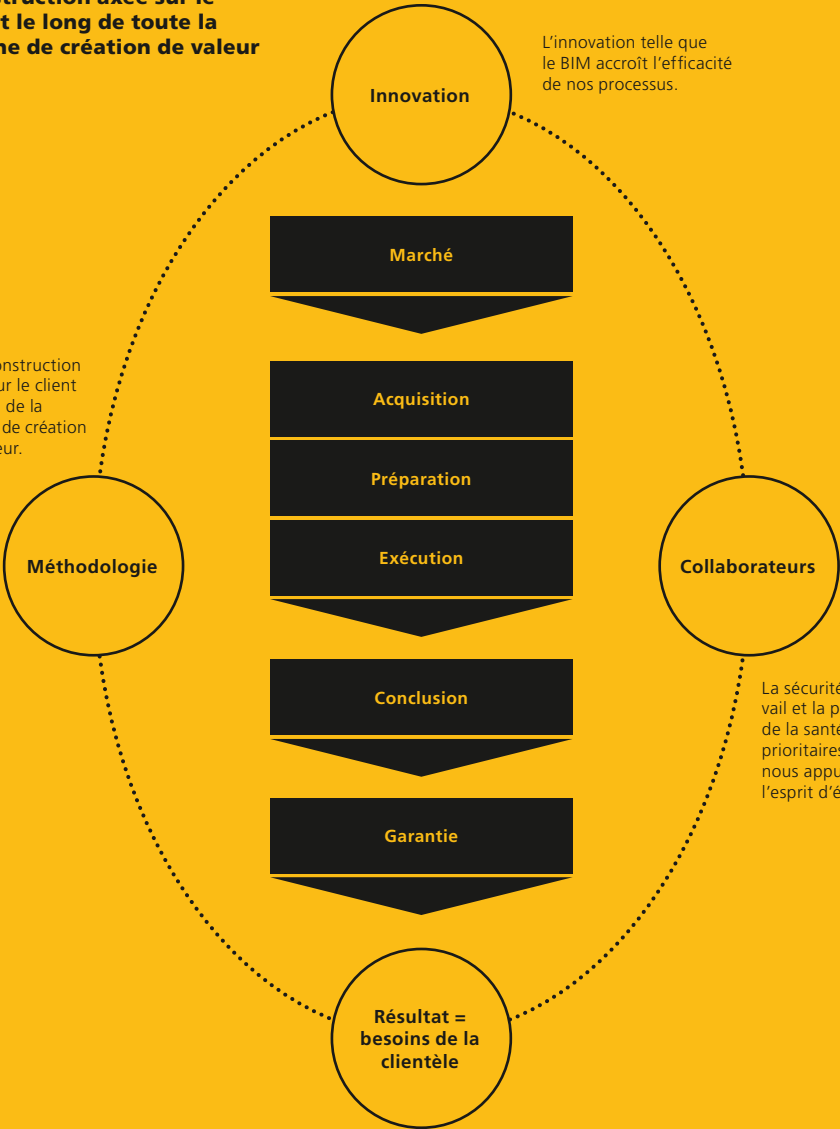 struction axée sur le
t le long de toute la
ne de création de valeur
L’innovation telle que
le BIM accroît l’efficacité
de nos processus.
Innovation
Marché
onstruction
ur le client
de la
de création
eur.
Acquisition
Préparation
Exécution
Méthodologie
Collaborateurs
Conclusion
La sécurité
vail et la p
de la santé
prioritaires
nous appu
l’esprit d’é
Garantie
Résultat =
besoins de la
clientèle